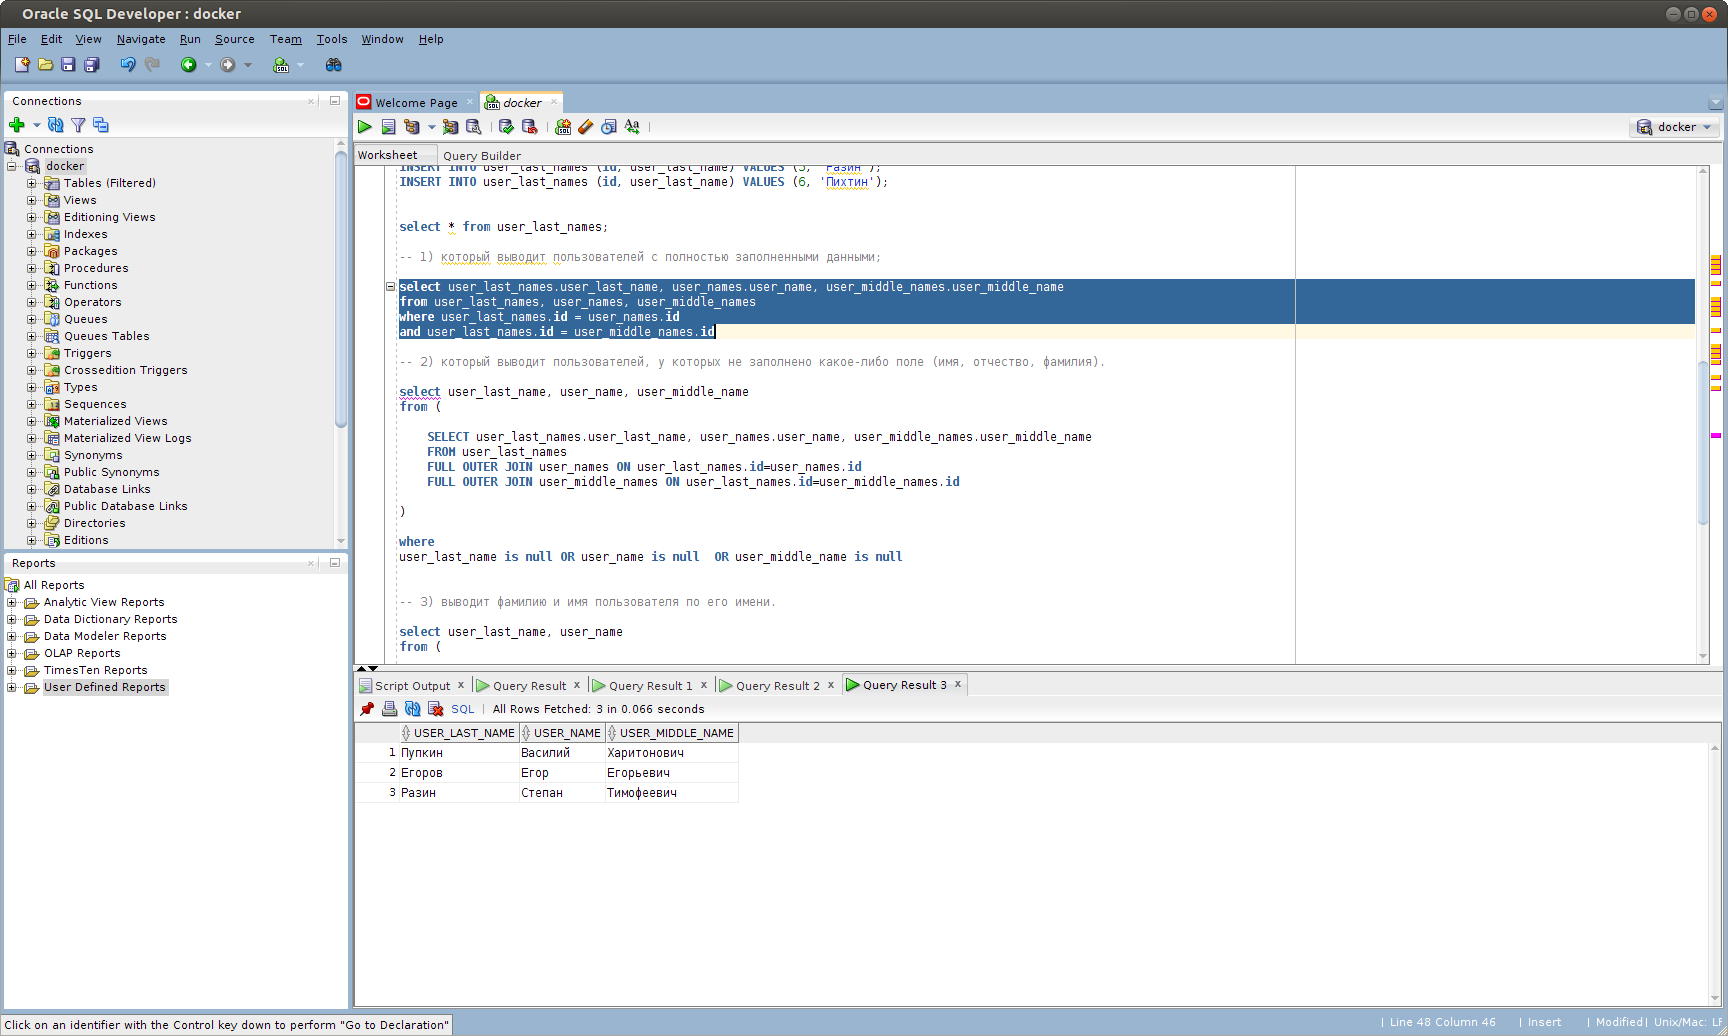 Oracle SQL Developer : docker
File Edit View Navigate Run Source Team Tools Window Help
Connections
Connections
docker
Tables (Filtered)
Views
Editioning Views
Indexes
Packages
Procedures
Functions
Operators
Queues
Queues Tables
Triggers
Crossedition Triggers
Types
Sequences
Materialized Views
Materialized View Logs
Synonyms
Public Synonyms
Database Links
Public Database Links
Directories
Editions
Reports
All Reports
Analytic View Reports
Data Dictionary Reports
Data Modeler Reports
OLAP Reports
TimesTen Reports
User Defined Reports
Welcome Page docker
docker
Worksheet Query Builder
INSERT INTO user_last_names (id, user_last_name) VALUES (5, 'Разин');
INSERT INTO user_last_names (id, user_last_name) VALUES (6, 'Пихтин');
select * from user_last_names;
-- 1) который выводит пользователей с полностью заполненными данными;
select user_last_names.user_last_name, user_names.user_name, user_middle_names.user_middle_name
from user_last_names, user_names, user_middle_names
where user_last_names.id = user_names.id
and user_last_names.id = user_middle_names.id
-- 2) который выводит пользователей, у которых не заполнено какое-либо поле (имя, отчество, фамилия).
select user_last_name, user_name, user_middle_name
from (
SELECT user_last_names.user_last_name, user_names.user_name, user_middle_names.user_middle_name
FROM user_last_names
FULL OUTER JOIN user_names ON user_last_names.id=user_names.id
FULL OUTER JOIN user_middle_names ON user_last_names.id=user_middle_names.id
)
where
user_last_name is null OR user_name is null  OR user_middle_name is null
-- 3) выводит фамилию и имя пользователя по его имени.
select user_last_name, user_name
from (
Script Output Query Result Query Result 1 Query Result 2 Query Result 3
SQL All Rows Fetched: 3 in 0.066 seconds
USER_LAST_NAME USER_NAME USER_MIDDLE_NAME
1 Пупкин Василий Харитонович
2 Егоров Егор Егорьевич
3 Разин Степан Тимофеевич
Click on an identifier with the Control key down to perform "Go to Declaration"
Line 48 Column 46 | Insert | Modified | Unix/Mac: LF